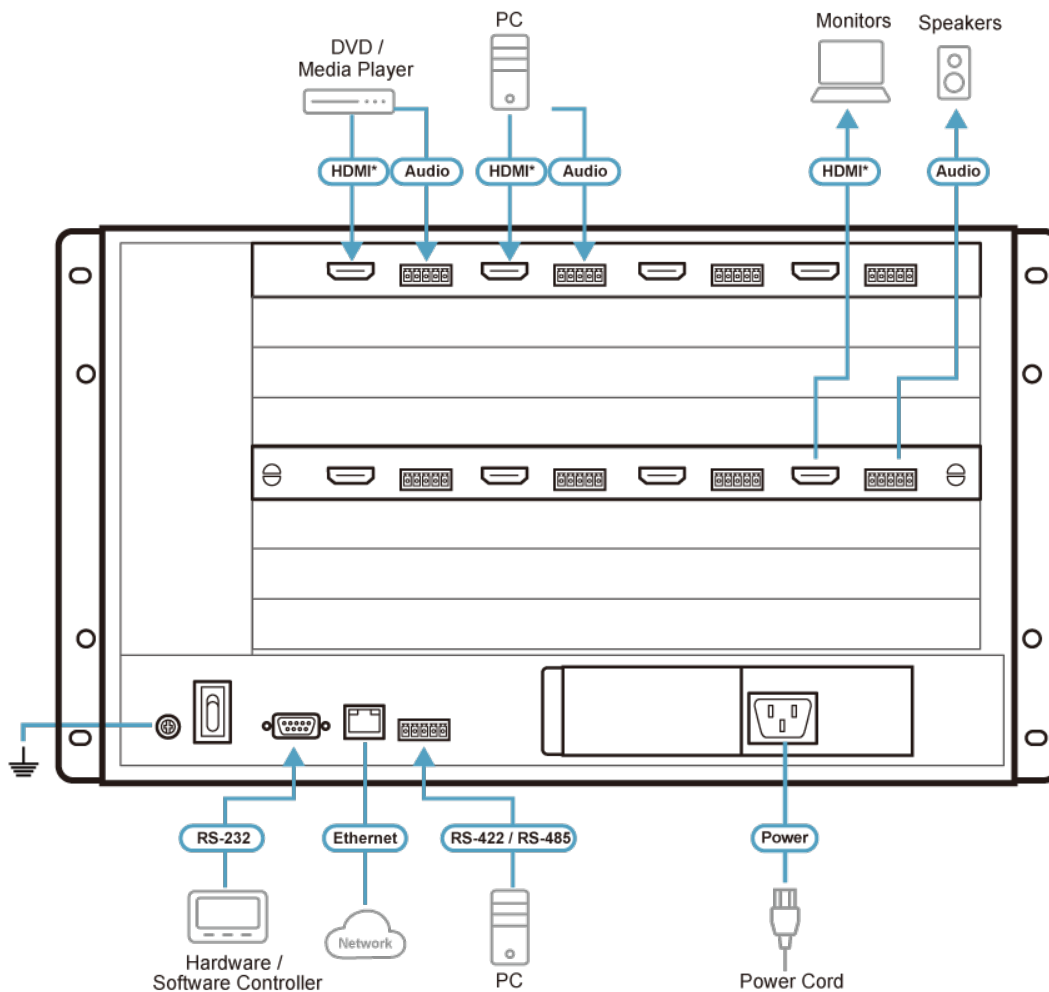 PC
Monitors
Speakers
DVD /
Media Player
HDMI*
Audio
HDMI*
Audio
HDMI*
Audio
RS-232
Ethernet
RS-422 / RS-485
Power
Network
Hardware /
Software Controller
PC
Power Cord